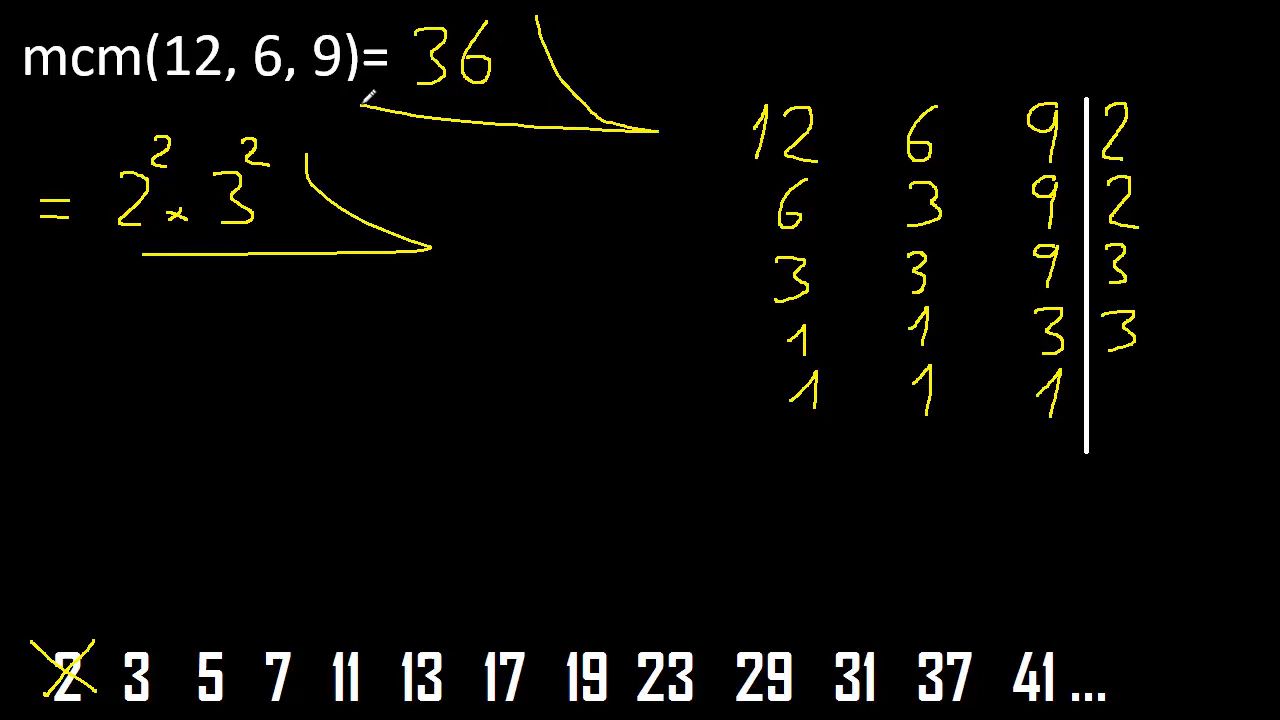 mcm(12, 6, 9)= 36
= 2² × 3²
12 6 9 | 2
6 3 9 | 2
3 3 9 | 3
1 1 3 | 3
1 1 1 |
2 3 5 7 11 13 17 19 23 29 31 37 41 ...